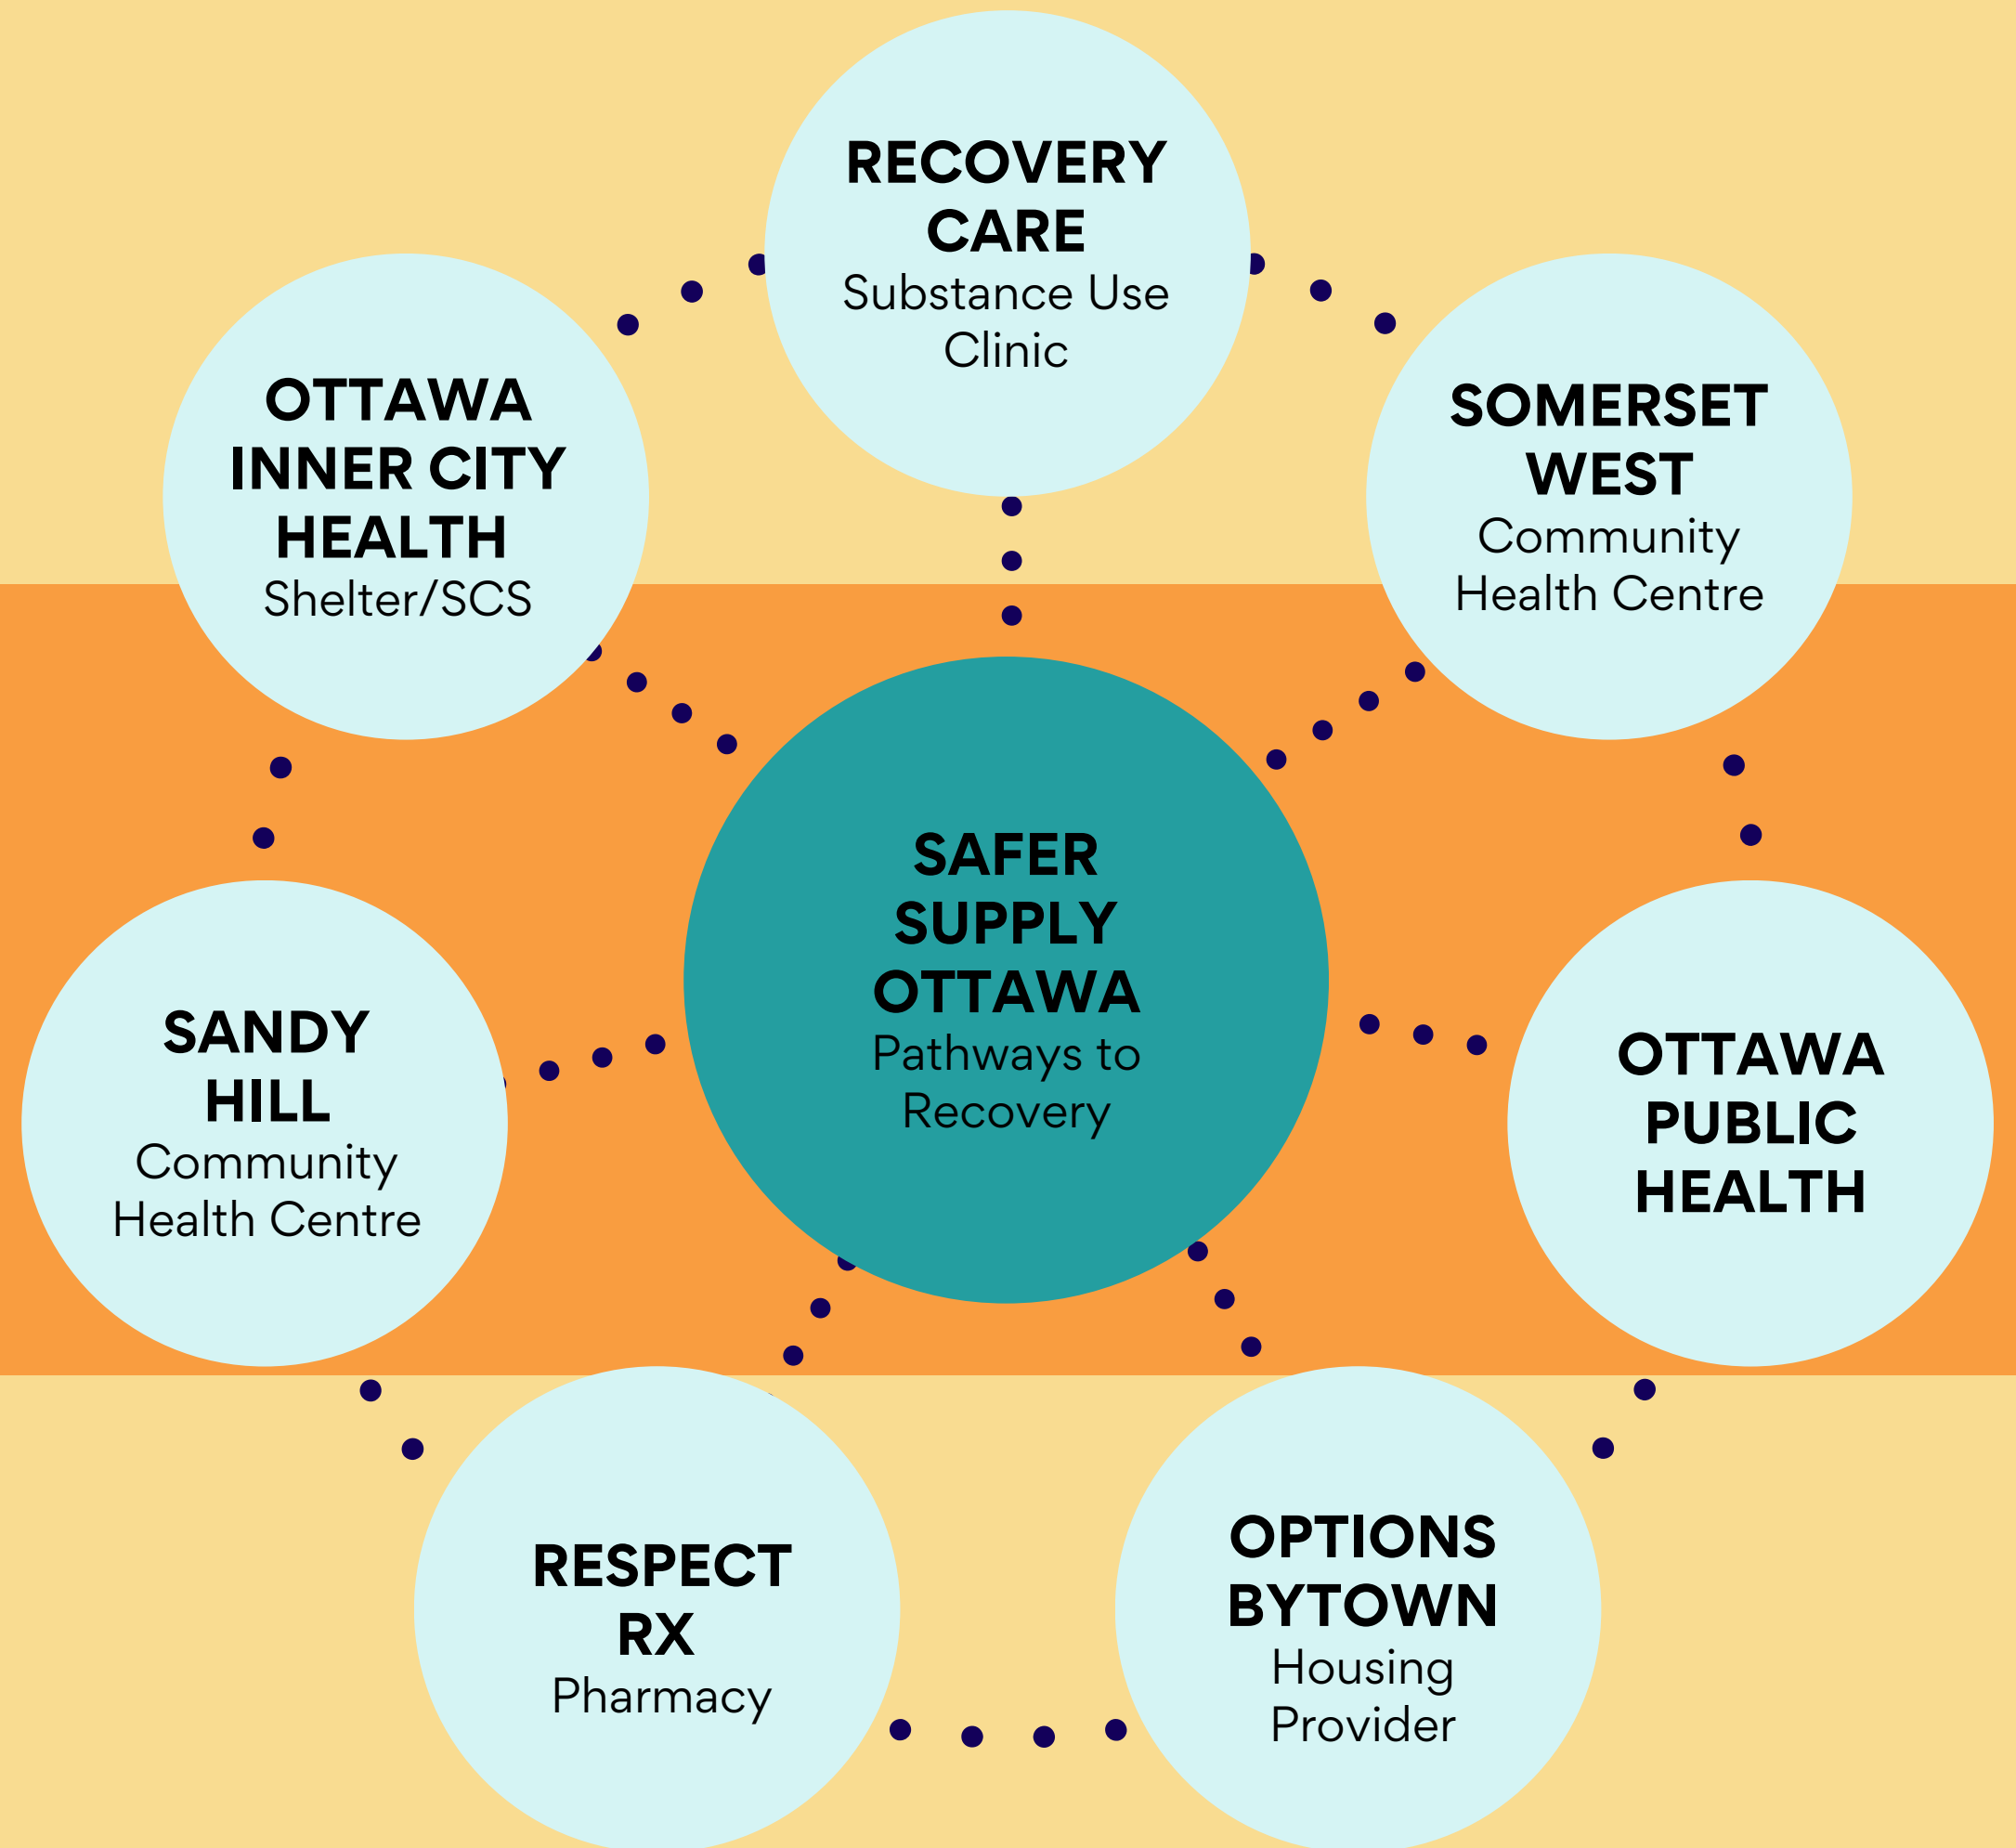 RECOVERY
CARE
Substance Use
Clinic
OTTAWA
INNER CITY
HEALTH
Shelter/SCS
SOMERSET
WEST
Community
Health Centre
SAFER
SUPPLY
OTTAWA
Pathways to
Recovery
SANDY
HILL
Community
Health Centre
OTTAWA
PUBLIC
HEALTH
RESPECT
RX
Pharmacy
OPTIONS
BYTOWN
Housing
Provider